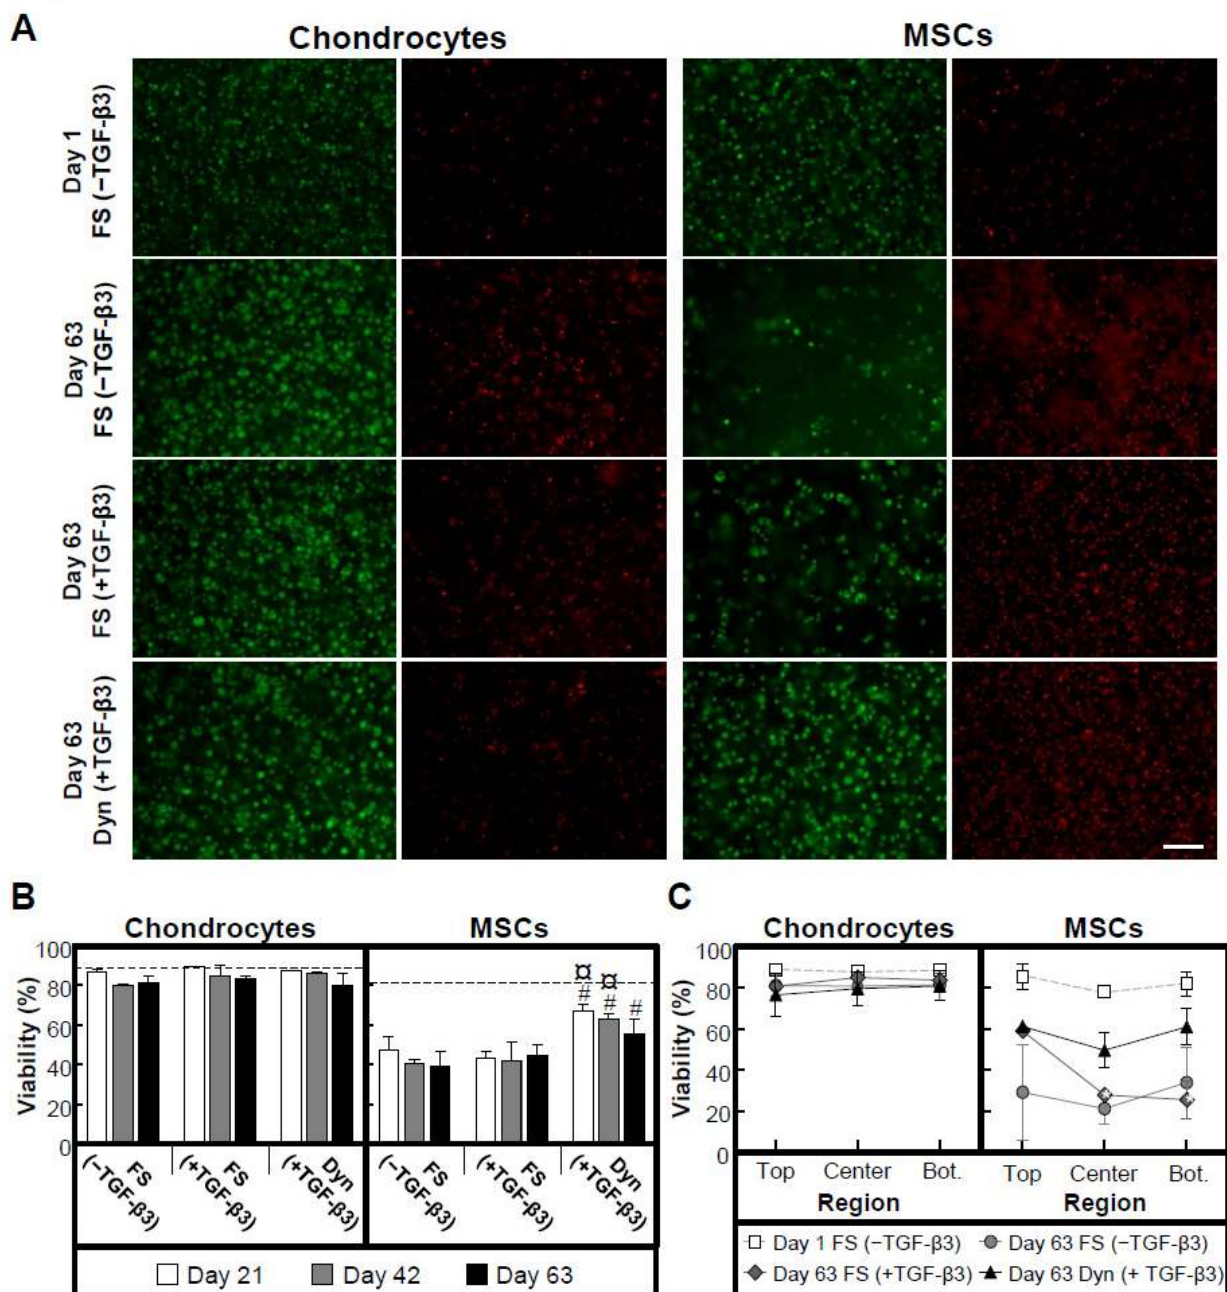 A
Chondrocytes
MSCs
Day 1
FS (−TGF-β3)
Day 63
FS (−TGF-β3)
Day 63
FS (+TGF-β3)
Day 63
Dyn (+TGF-β3)
B
Chondrocytes
MSCs
Viability (%)
100
80
60
40
20
0
¤
#
¤
#
#
FS
(−TGF-β3)
FS
(+TGF-β3)
Dyn
(+TGF-β3)
FS
(−TGF-β3)
FS
(+TGF-β3)
Dyn
(+TGF-β3)
Day 21 Day 42 Day 63
C
Chondrocytes
MSCs
Viability (%)
100
80
60
40
20
0
Top Center Bot.
Region
Top Center Bot.
Region
Day 1 FS (−TGF-β3) Day 63 FS (−TGF-β3)
Day 63 FS (+TGF-β3) Day 63 Dyn (+ TGF-β3)